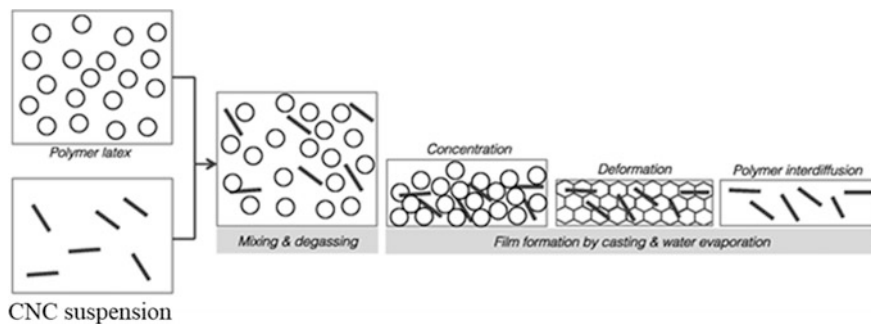 Polymer latex
CNC suspension
Mixing & degassing
Concentration
Deformation
Polymer interdiffusion
Film formation by casting & water evaporation